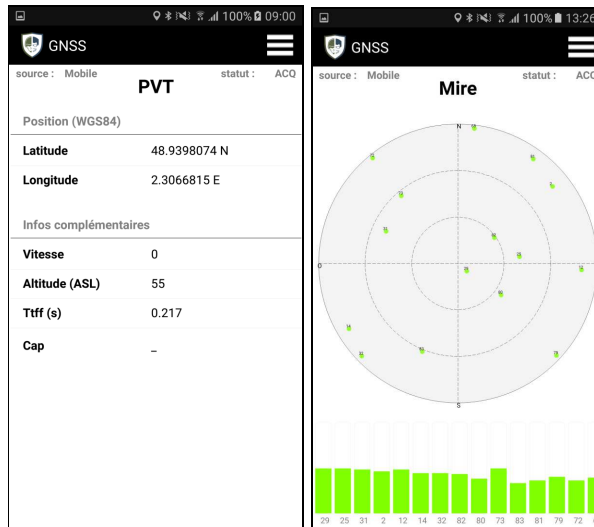 100% 09:00
GNSS
source : Mobile statut : ACQ
PVT
Position (WGS84)
Latitude 48.9398074 N
Longitude 2.3066815 E
Infos complémentaires
Vitesse 0
Altitude (ASL) 55
Ttff (s) 0.217
Cap _
100% 13:26
GNSS
source : Mobile statut : ACQ
Mire
N
O
S
29 25 31 2 12 14 32 82 80 73 83 81 79 72